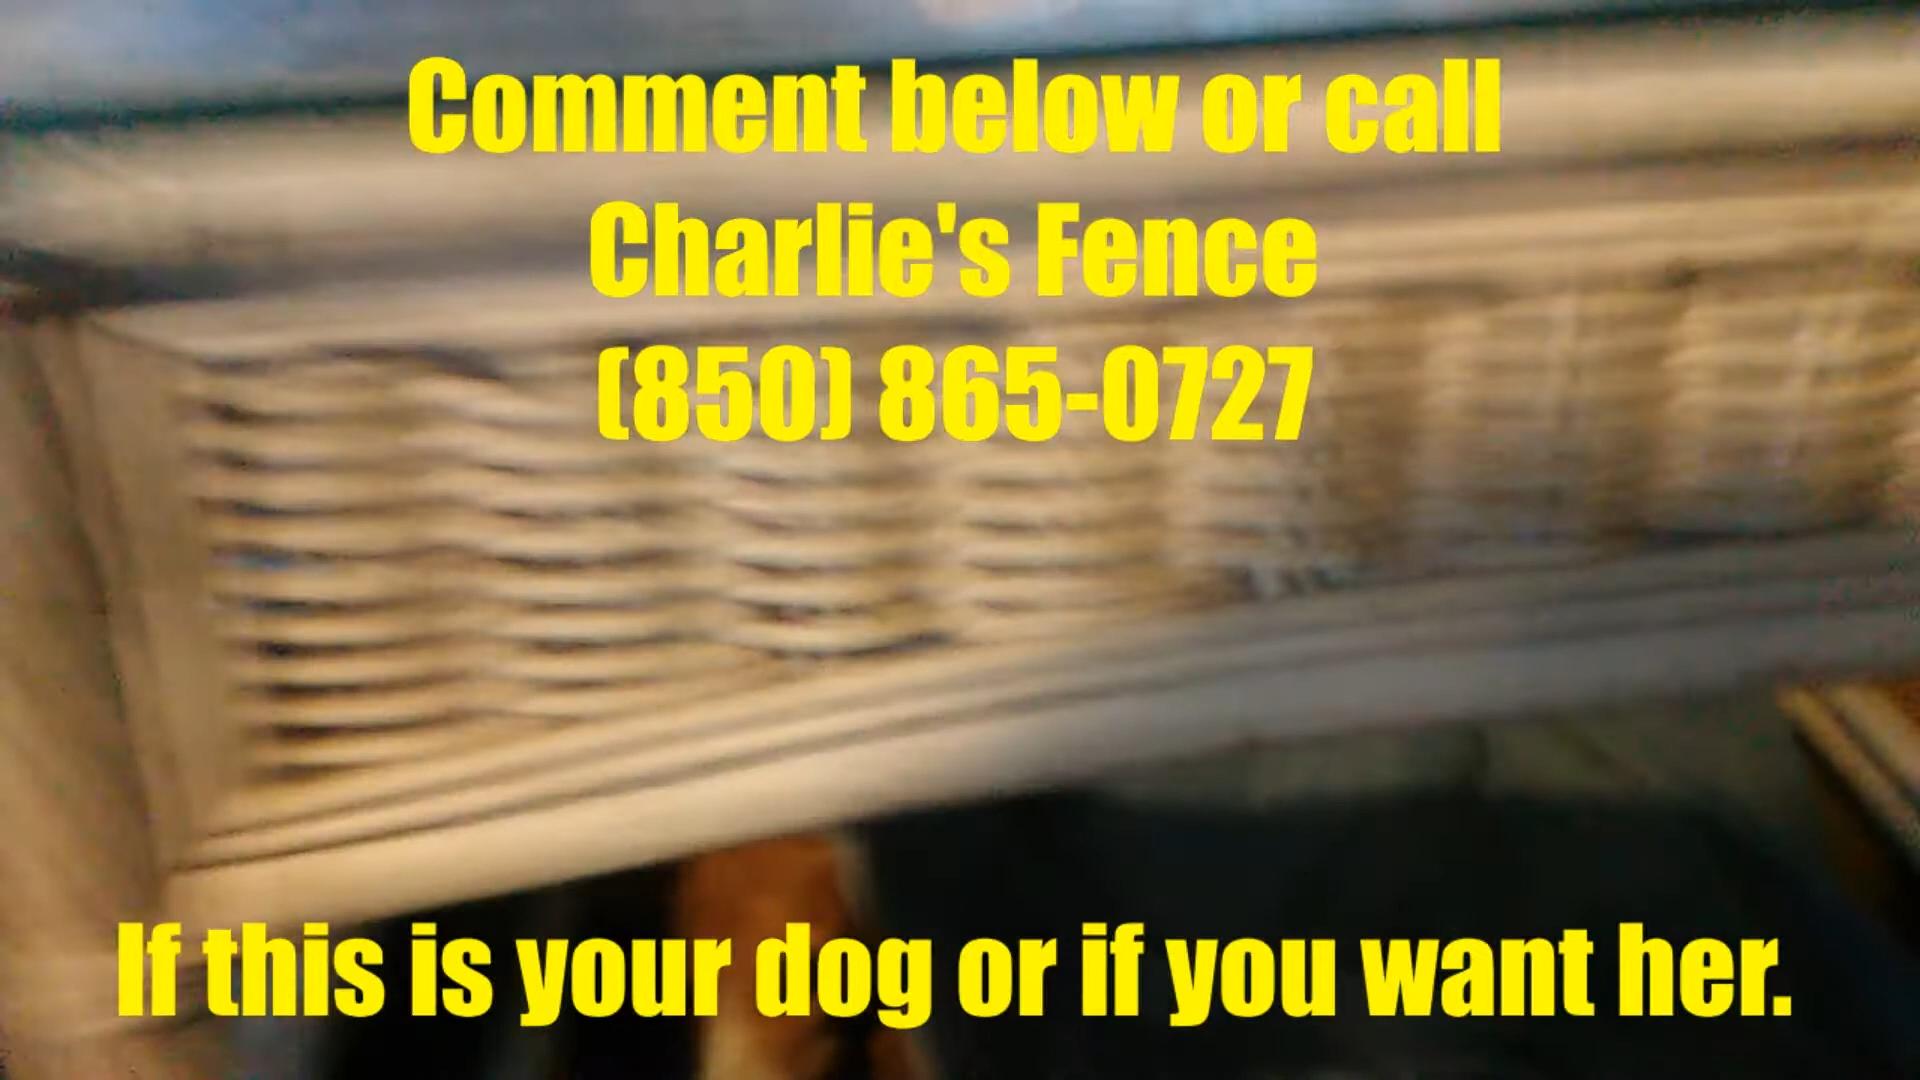 Comment below or call
Charlie's Fence
(850) 865-0727
If this is your dog or if you want her.